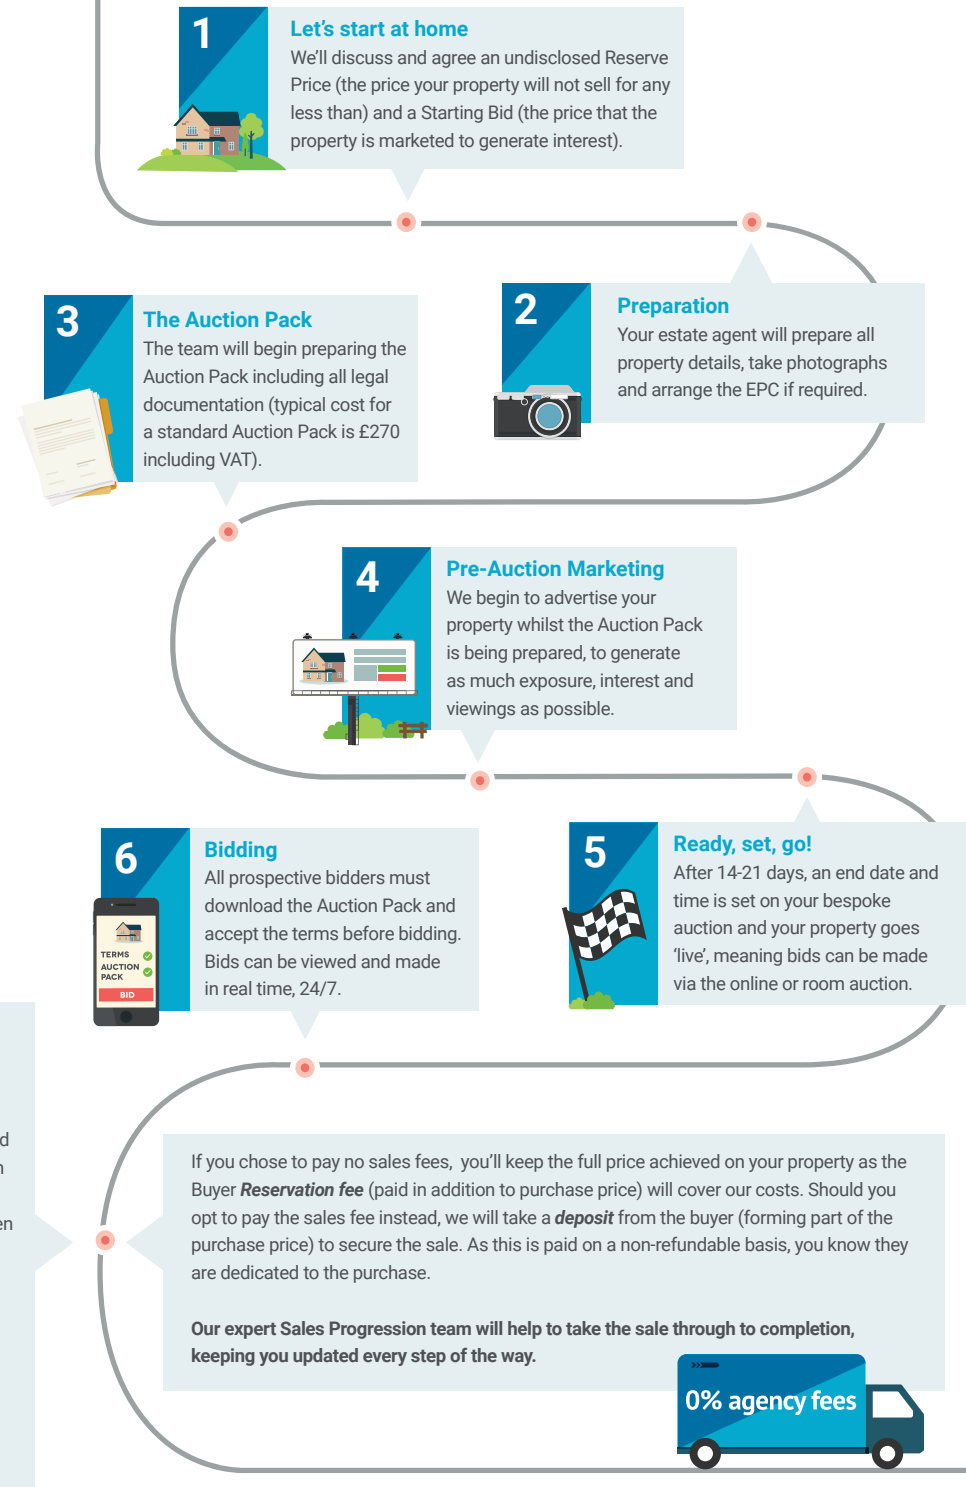 1
Let's start at home
We'll discuss and agree an undisclosed Reserve
Price (the price your property will not sell for any
less than) and a Starting Bid (the price that the
property is marketed to generate interest).
2
Preparation
Your estate agent will prepare all
property details, take photographs
and arrange the EPC if required.
3
The Auction Pack
The team will begin preparing the
Auction Pack including all legal
documentation (typical cost for
a standard Auction Pack is £270
including VAT).
4
Pre-Auction Marketing
We begin to advertise your
property whilst the Auction Pack
is being prepared, to generate
as much exposure, interest and
viewings as possible.
5
Ready, set, go!
After 14-21 days, an end date and
time is set on your bespoke
auction and your property goes
‘live’, meaning bids can be made
via the online or room auction.
6
Bidding
All prospective bidders must
download the Auction Pack and
accept the terms before bidding.
Bids can be viewed and made
in real time, 24/7.
TERMS
AUCTION
PACK
BID
If you chose to pay no sales fees, you'll keep the full price achieved on your property as the
Buyer Reservation fee (paid in addition to purchase price) will cover our costs. Should you
opt to pay the sales fee instead, we will take a deposit from the buyer (forming part of the
purchase price) to secure the sale. As this is paid on a non-refundable basis, you know they
are dedicated to the purchase.
Our expert Sales Progression team will help to take the sale through to completion,
keeping you updated every step of the way.
0% agency fees